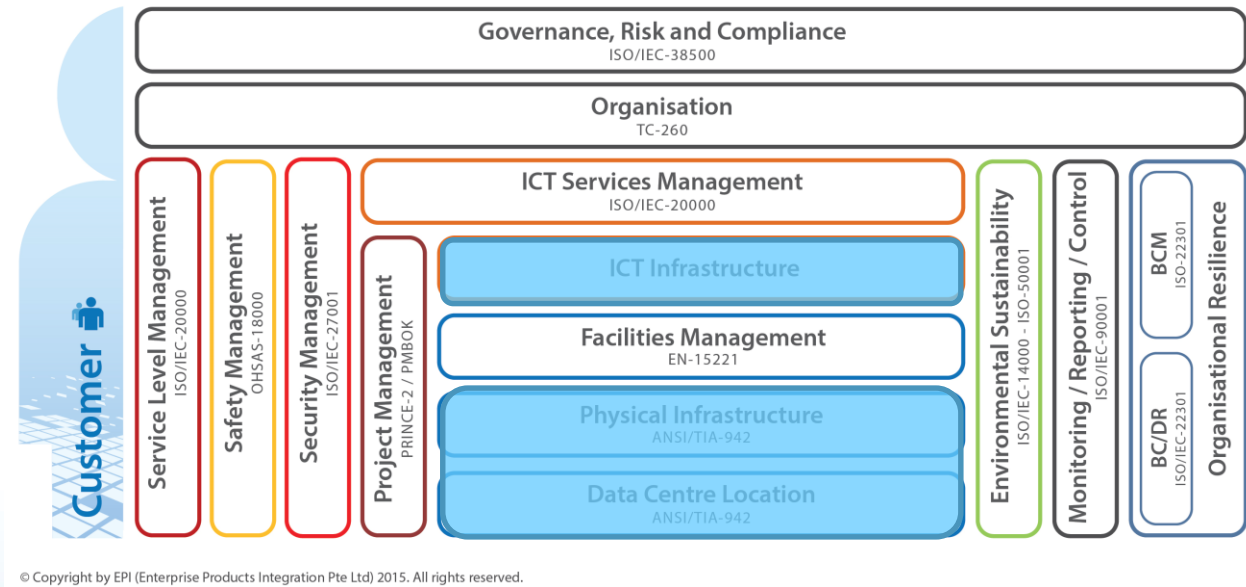 Governance, Risk and Compliance
ISO/IEC-38500
Organisation
TC-260
Customer
Service Level Management
ISO/IEC-20000
Safety Management
OHSAS-18000
Security Management
ISO/IEC-27001
ICT Services Management
ISO/IEC-20000
Project Management
PRINCE-2 / PMBOK
ICT Infrastructure
Facilities Management
EN-15221
Physical Infrastructure
ANSI/TIA-942
Data Centre Location
ANSI/TIA-942
Environmental Sustainability
ISO/IEC-14000 - ISO-50001
Monitoring / Reporting / Control
ISO/IEC-90001
BCM
ISO-22301
BC/DR
ISO/IEC-22301
Organisational Resilience
© Copyright by EPI (Enterprise Products Integration Pte Ltd) 2015. All rights reserved.